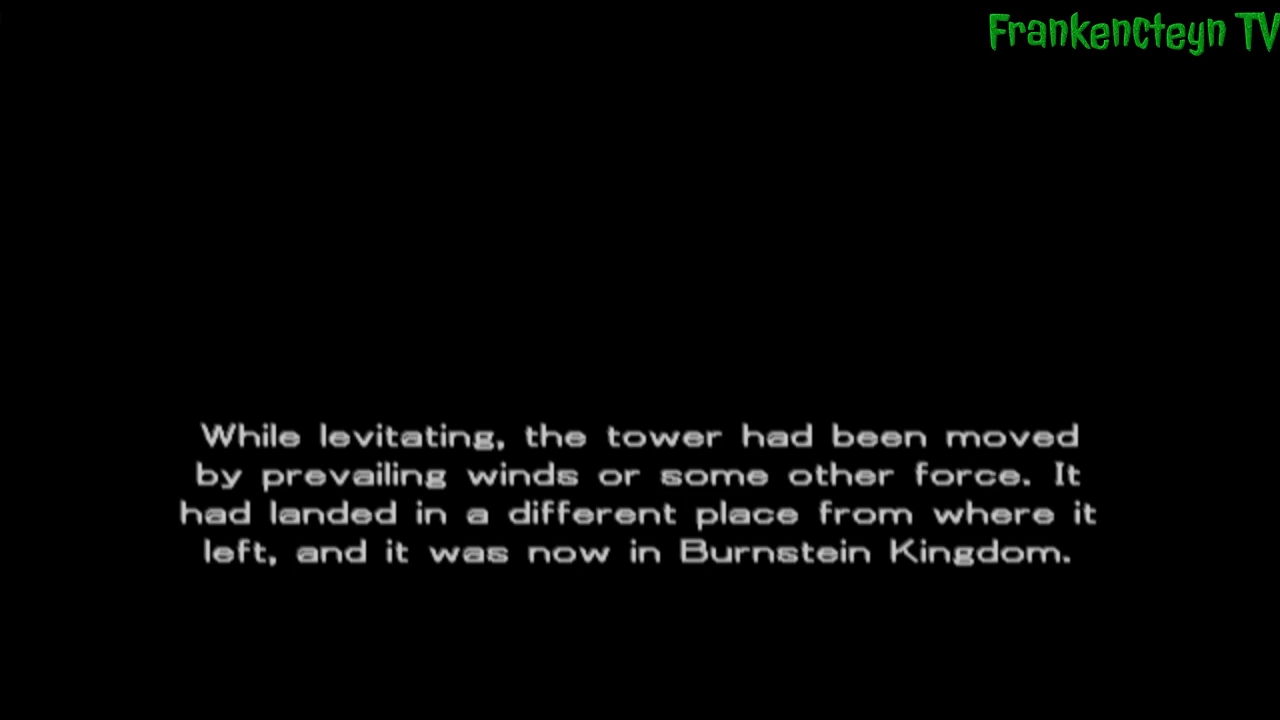 Frankencteyn TV
While levitating, the tower had been moved
by prevailing winds or some other force. It
had landed in a different place from where it
left, and it was now in Burnstein Kingdom.